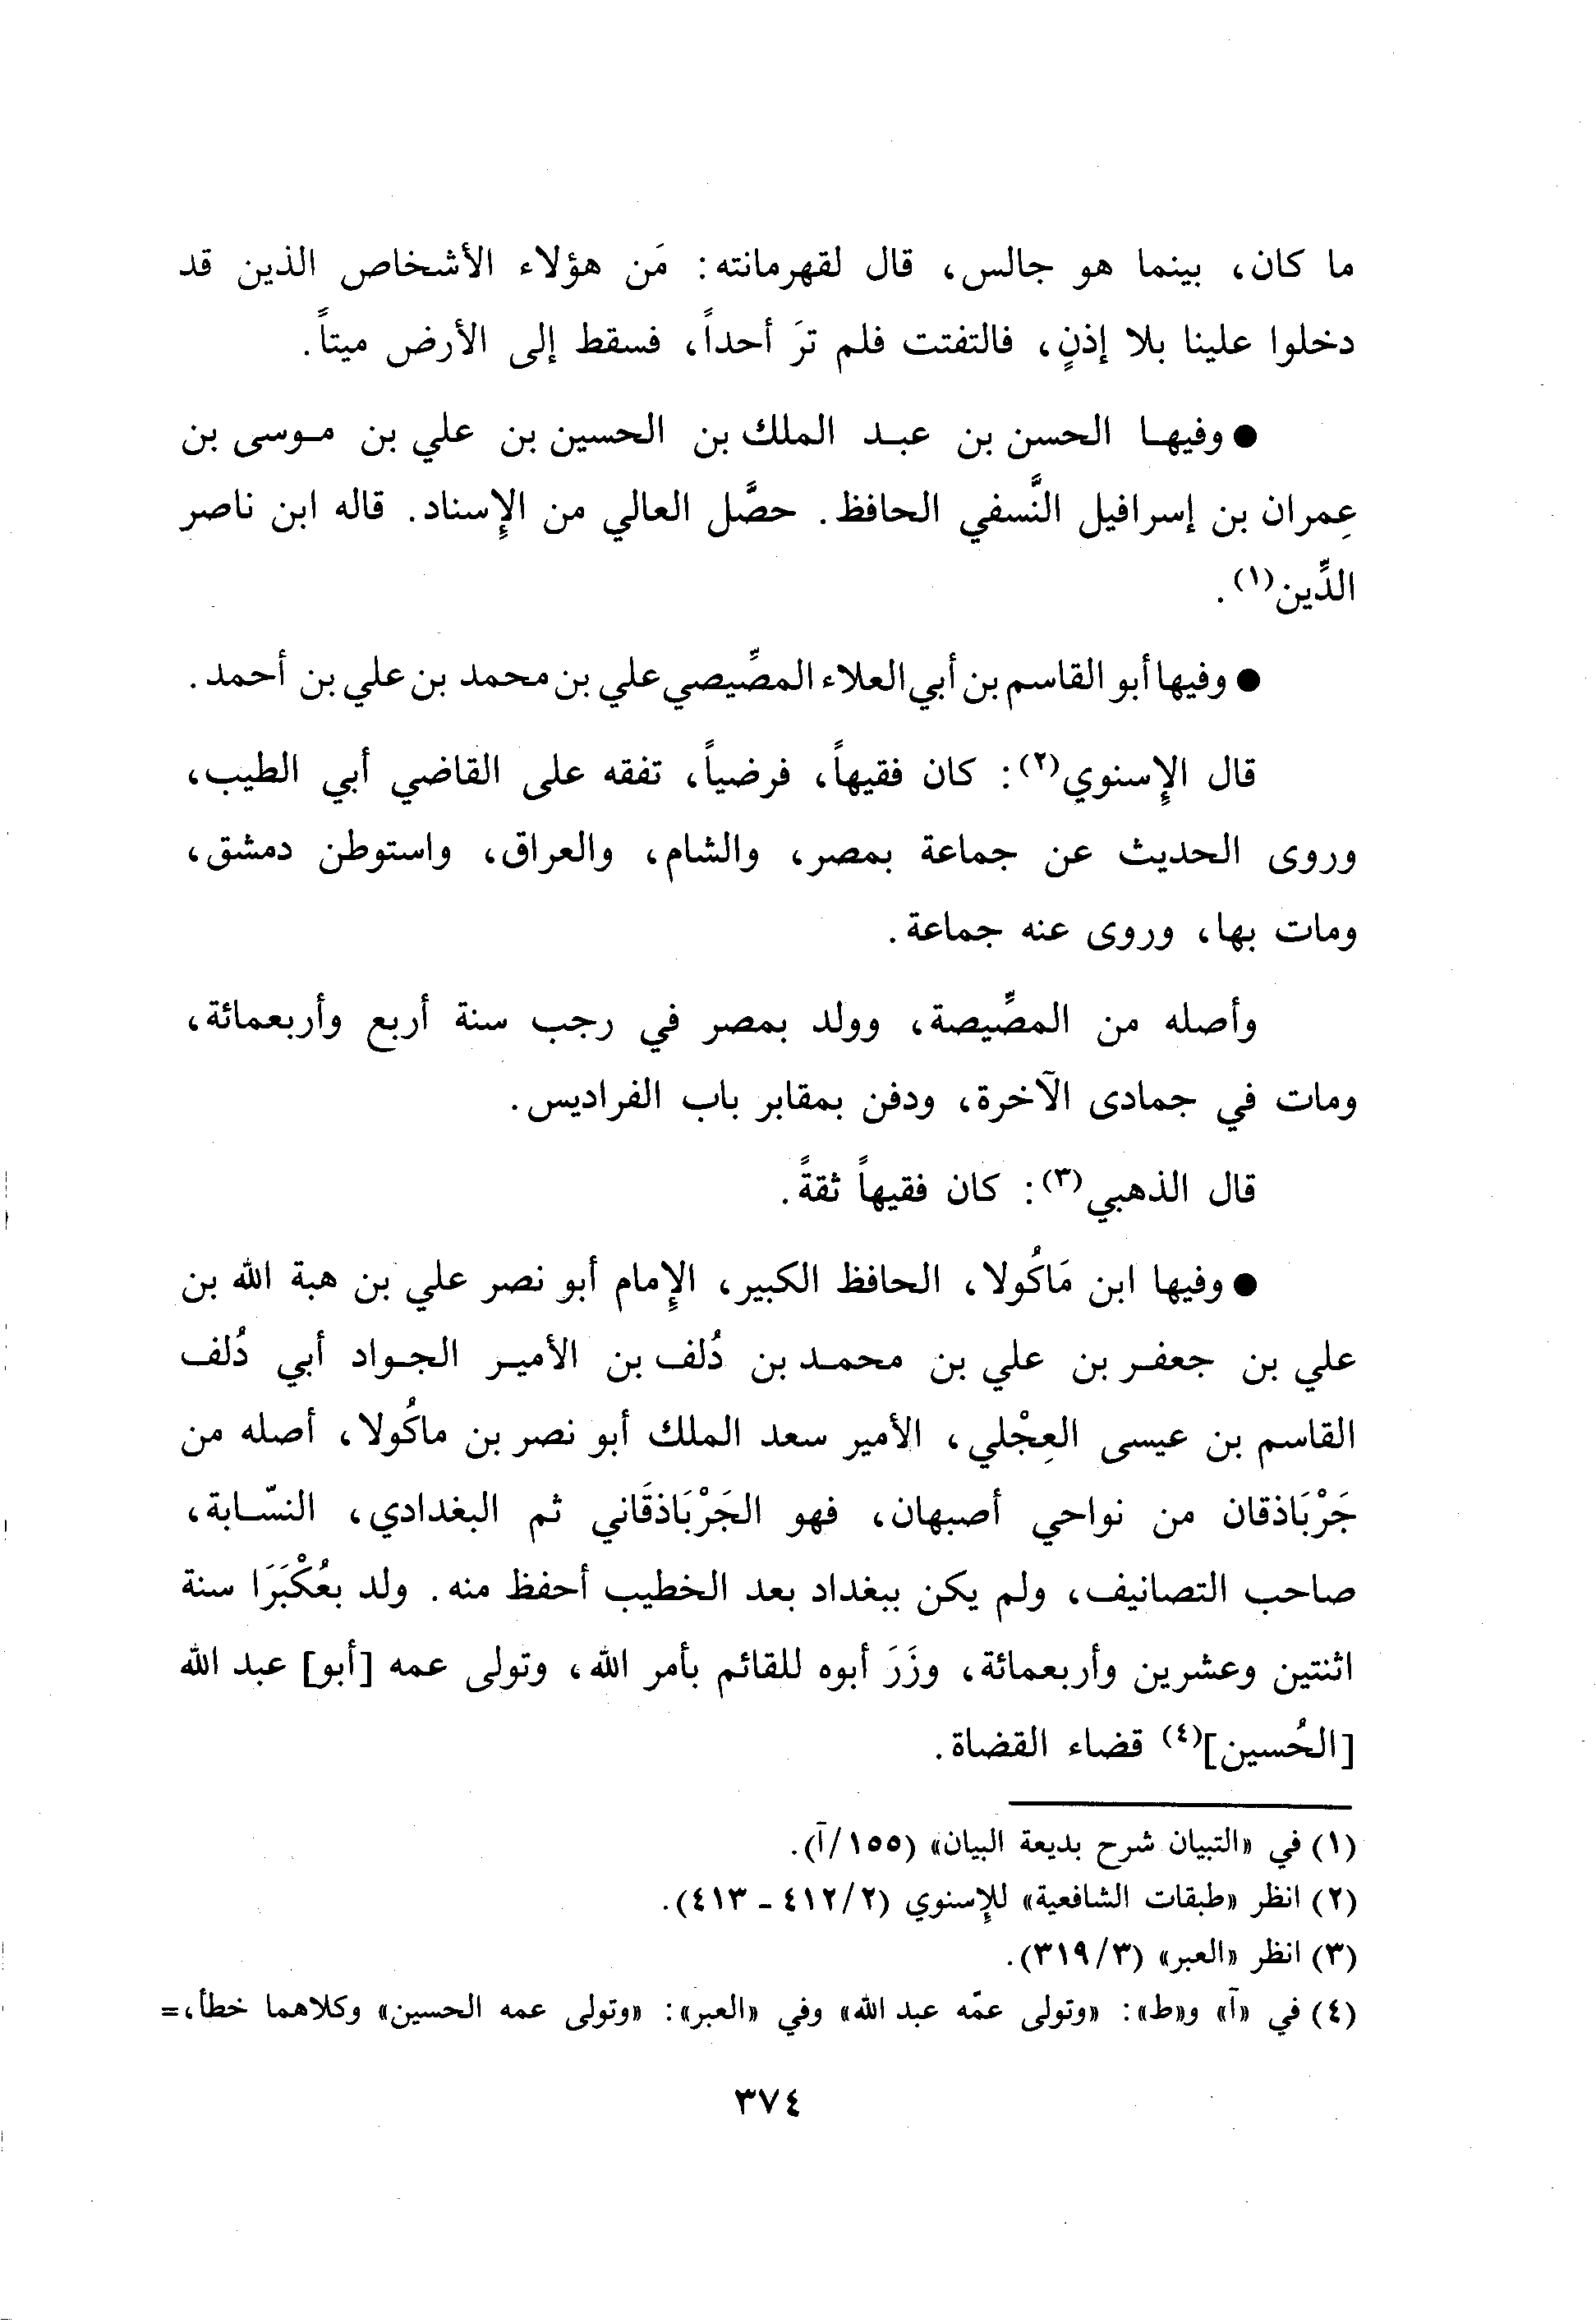 ما كان، بينما هو جالس، قال لقهرمانته: مَن هؤلاء الأشخاص الذين قد
دخلوا علينا بلا إذنٍ، فالتفتت فلم ترَ أحداً، فسقط إلى الأرض ميتاً.
● وفيها الحسن بن عبد الملك بن الحسين بن علي بن موسى بن
عِمران بن إسرافيل النَّسفي الحافظ. حصَّل العالي من الإسناد. قاله ابن ناصر
الدِّين(١).
● وفيها أبو القاسم بن أبي العلاء المصِّيصي علي بن محمد بن علي بن أحمد.
قال الإسنوي(٢): كان فقيهاً، فرضياً، تفقه على القاضي أبي الطيب،
وروى الحديث عن جماعة بمصر، والشام، والعراق، واستوطن دمشق،
ومات بها، وروى عنه جماعة.
وأصله من المصِّيصة، وولد بمصر في رجب سنة أربع وأربعمائة،
ومات في جمادى الآخرة، ودفن بمقابر باب الفراديس.
قال الذهبي(٣): كان فقيهاً ثقةً.
● وفيها ابن مَاكُولا، الحافظ الكبير، الإمام أبو نصر علي بن هبة الله بن
علي بن جعفر بن علي بن محمد بن دُلف بن الأمير الجواد أبي دُلف
القاسم بن عيسى العِجْلي، الأمير سعد الملك أبو نصر بن ماكُولا، أصله من
جَرْبَاذقان من نواحي أصبهان، فهو الجَرْبَاذقَاني ثم البغدادي، النسّابة،
صاحب التصانيف، ولم يكن ببغداد بعد الخطيب أحفظ منه. ولد بعُكْبَرَا سنة
اثنتين وعشرين وأربعمائة، وزَرَ أبوه للقائم بأمر الله، وتولى عمه [أبو] عبد الله
[الحُسين](٤) قضاء القضاة.
(١) في «التبيان شرح بديعة البيان» (١٥٥/آ).
(٢) انظر «طبقات الشافعية» للإسنوي (٤١٢/٢ - ٤١٣).
(٣) انظر «العبر» (٣١٩/٣).
(٤) في «آ» و«ط»: «وتولى عمّه عبد الله» وفي «العبر»: «وتولى عمه الحسين» وكلاهما خطأ،=
٣٧٤